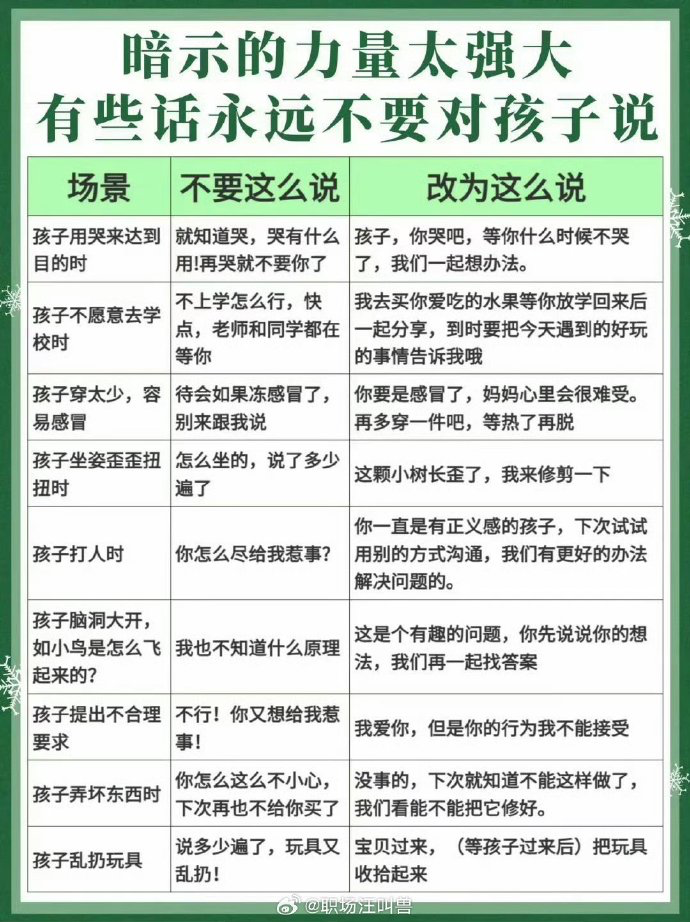 暗示的力量太强大
有些话永远不要对孩子说
场景
不要这么说
改为这么说
孩子用哭来达到
目的时
就知道哭，哭有什么
用!再哭就不要你了
孩子，你哭吧，等你什么时候不哭
了，我们一起想办法。
孩子不愿意去学
校时
不上学怎么行，快
点，老师和同学都在
等你
我去买你爱吃的水果等你放学回来后
一起分享，到时要把今天遇到的好玩
的事情告诉我哦
孩子穿太少，容
易感冒
待会如果冻感冒了，
别来跟我说
你要是感冒了，妈妈心里会很难受。
再多穿一件吧，等热了再脱
孩子坐姿歪歪扭
扭时
怎么坐的，说了多少
遍了
这颗小树长歪了，我来修剪一下
孩子打人时
你怎么尽给我惹事?
你一直是有正义感的孩子，下次试试
用别的方式沟通，我们有更好的办法
解决问题的。
孩子脑洞大开，
如小鸟是怎么飞
起来的?
我也不知道什么原理
这是个有趣的问题，你先说说你的想
法，我们再一起找答案
孩子提出不合理
要求
不行！你又想给我惹
事！
我爱你，但是你的行为我不能接受
孩子弄坏东西时
你怎么这么不小心，
下次再也不给你买了
没事的，下次就知道不能这样做了，
我们看能不能把它修好。
孩子乱扔玩具
说多少遍了，玩具又
乱扔！
宝贝过来，（等孩子过来后）把玩具
收拾起来
@职场汪叫兽